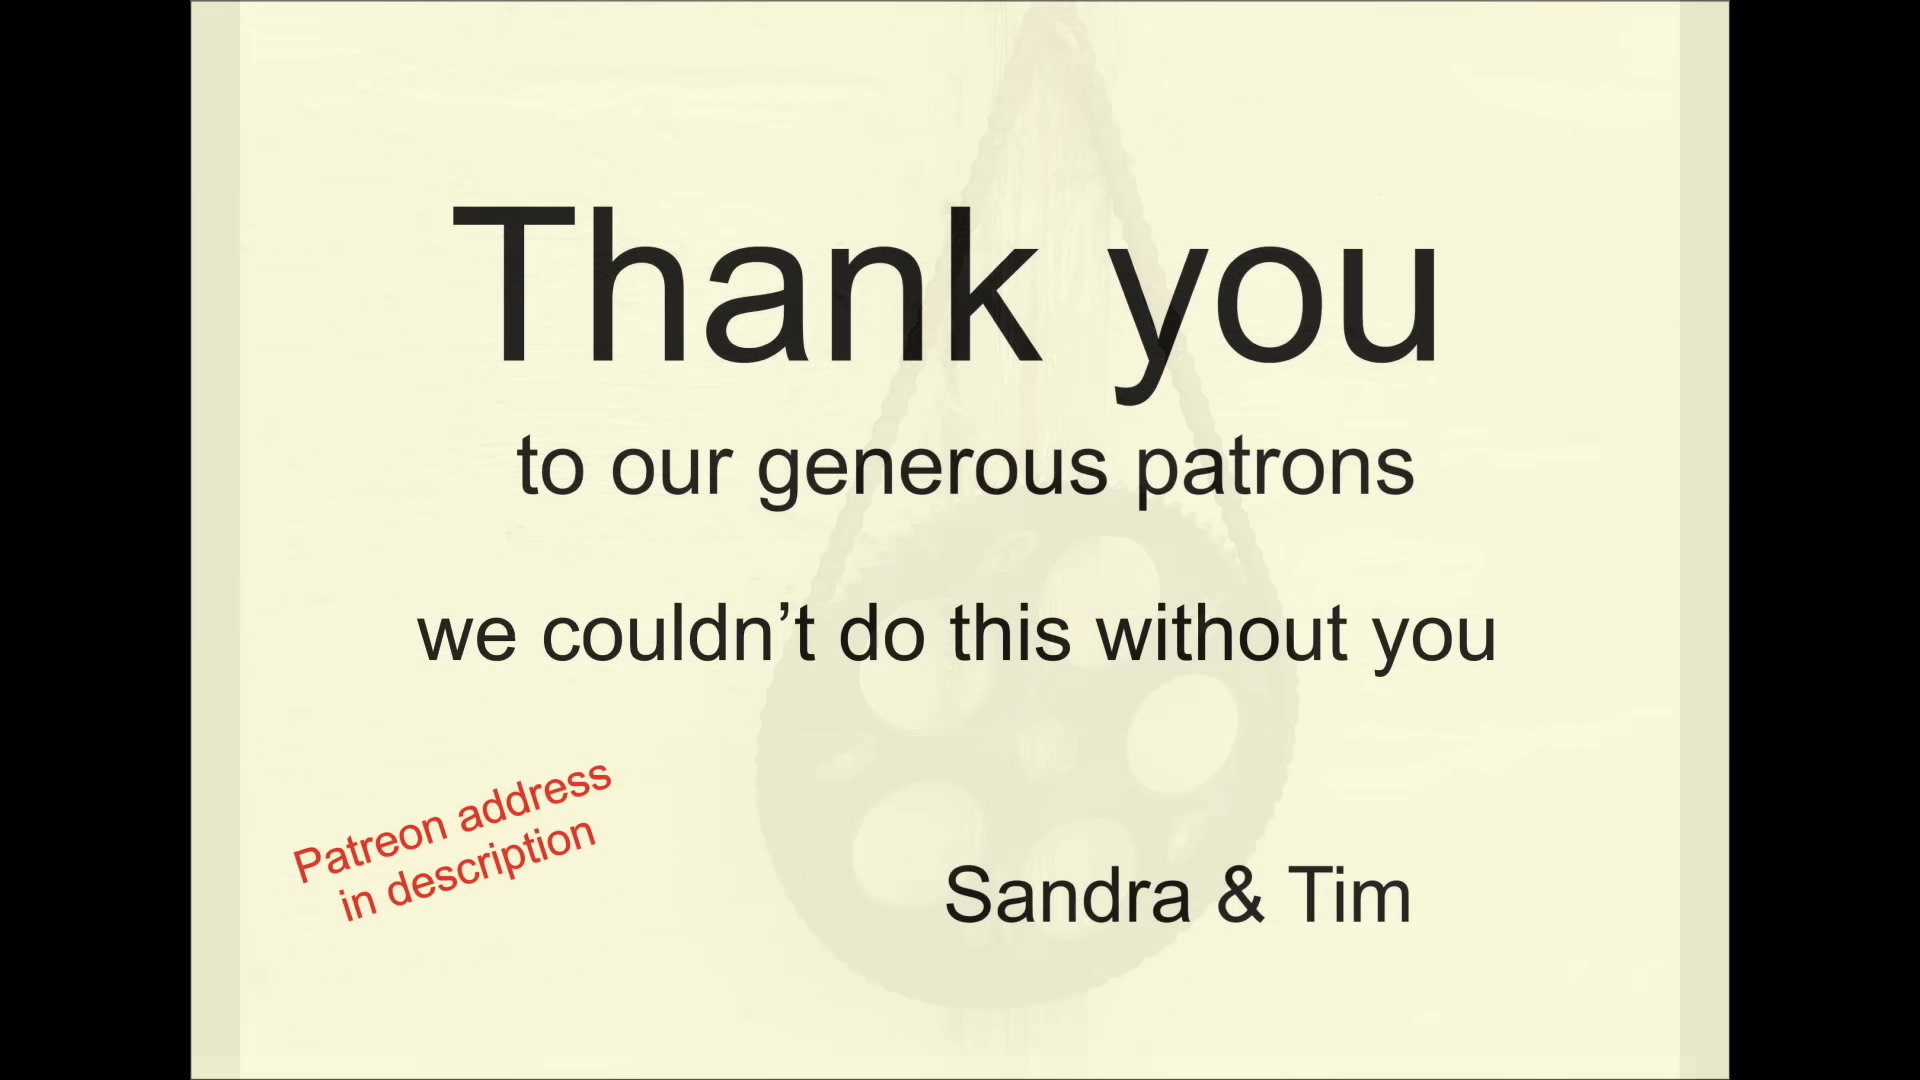 Thank you
to our generous patrons
we couldn’t do this without you
Patreon address
in description
Sandra & Tim